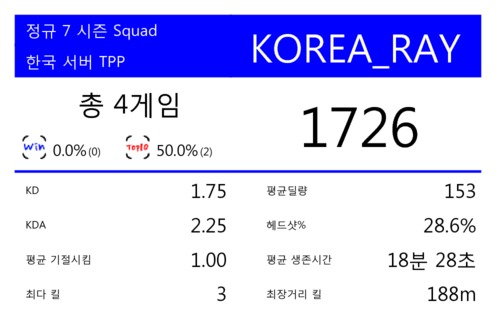 정규 7 시즌 Squad
한국 서버 TPP
KOREA_RAY
총 4게임
1726
Win 0.0% (0)
TOP10 50.0% (2)
KD 1.75
평균딜량 153
KDA 2.25
헤드샷% 28.6%
평균 기절시킴 1.00
평균 생존시간 18분 28초
최다 킬 3
최장거리 킬 188m